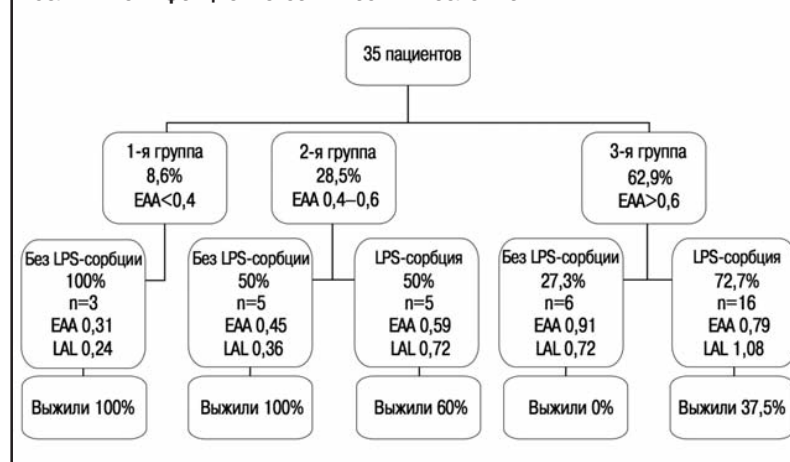 35 пациентов
1-я группа
8,6%
EAA<0,4
2-я группа
28,5%
EAA 0,4–0,6
3-я группа
62,9%
EAA>0,6
Без LPS-сорбции
100%
n=3
EAA 0,31
LAL 0,24
Без LPS-сорбции
50%
n=5
EAA 0,45
LAL 0,36
LPS-сорбция
50%
n=5
EAA 0,59
LAL 0,72
Без LPS-сорбции
27,3%
n=6
EAA 0,91
LAL 0,72
LPS-сорбция
72,7%
n=16
EAA 0,79
LAL 1,08
Выжили 100%
Выжили 100%
Выжили 60%
Выжили 0%
Выжили 37,5%